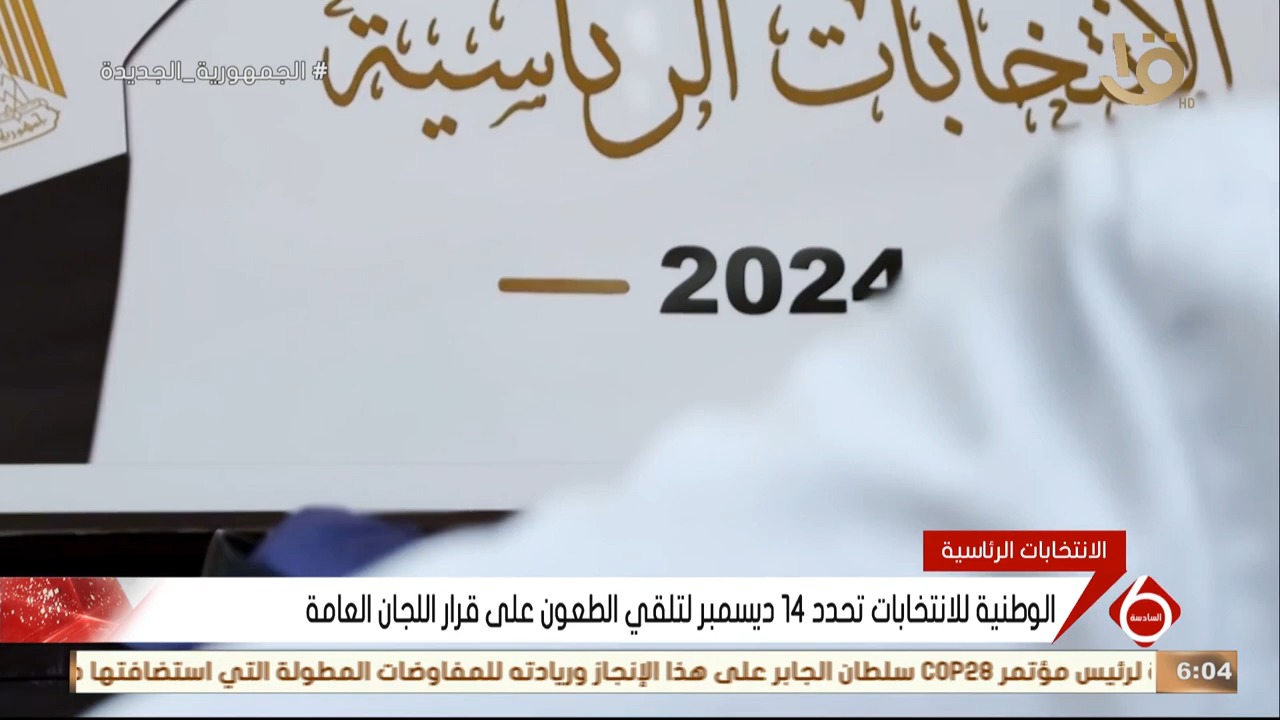 الانتخابات الرئاسية
#الجمهورية_الجديدة
HD
2024
الانتخابات الرئاسية
الوطنية للانتخابات تحدد 14 ديسمبر لتلقي الطعون على قرار اللجان العامة
السادسة
6:04
لرئيس مؤتمر COP28 سلطان الجابر على هذا الإنجاز وريادته للمفاوضات المطولة التي استضافتها